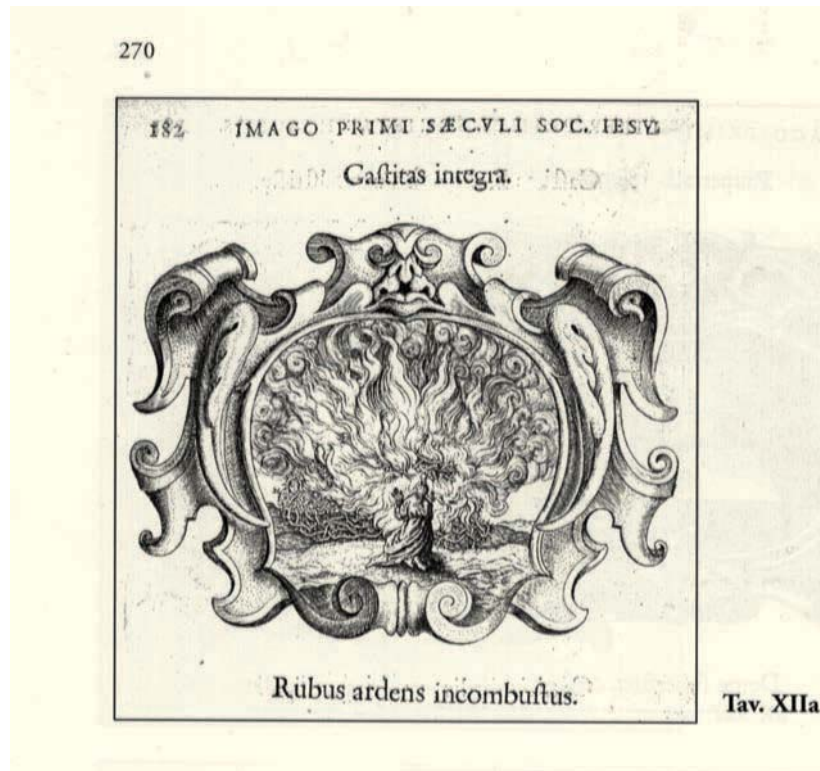 270
182 IMAGO PRIMI SÆCVLI SOC. IESV.
Caſtitas integra.
Rubus ardens incombuſtus.
Tav. XIIa